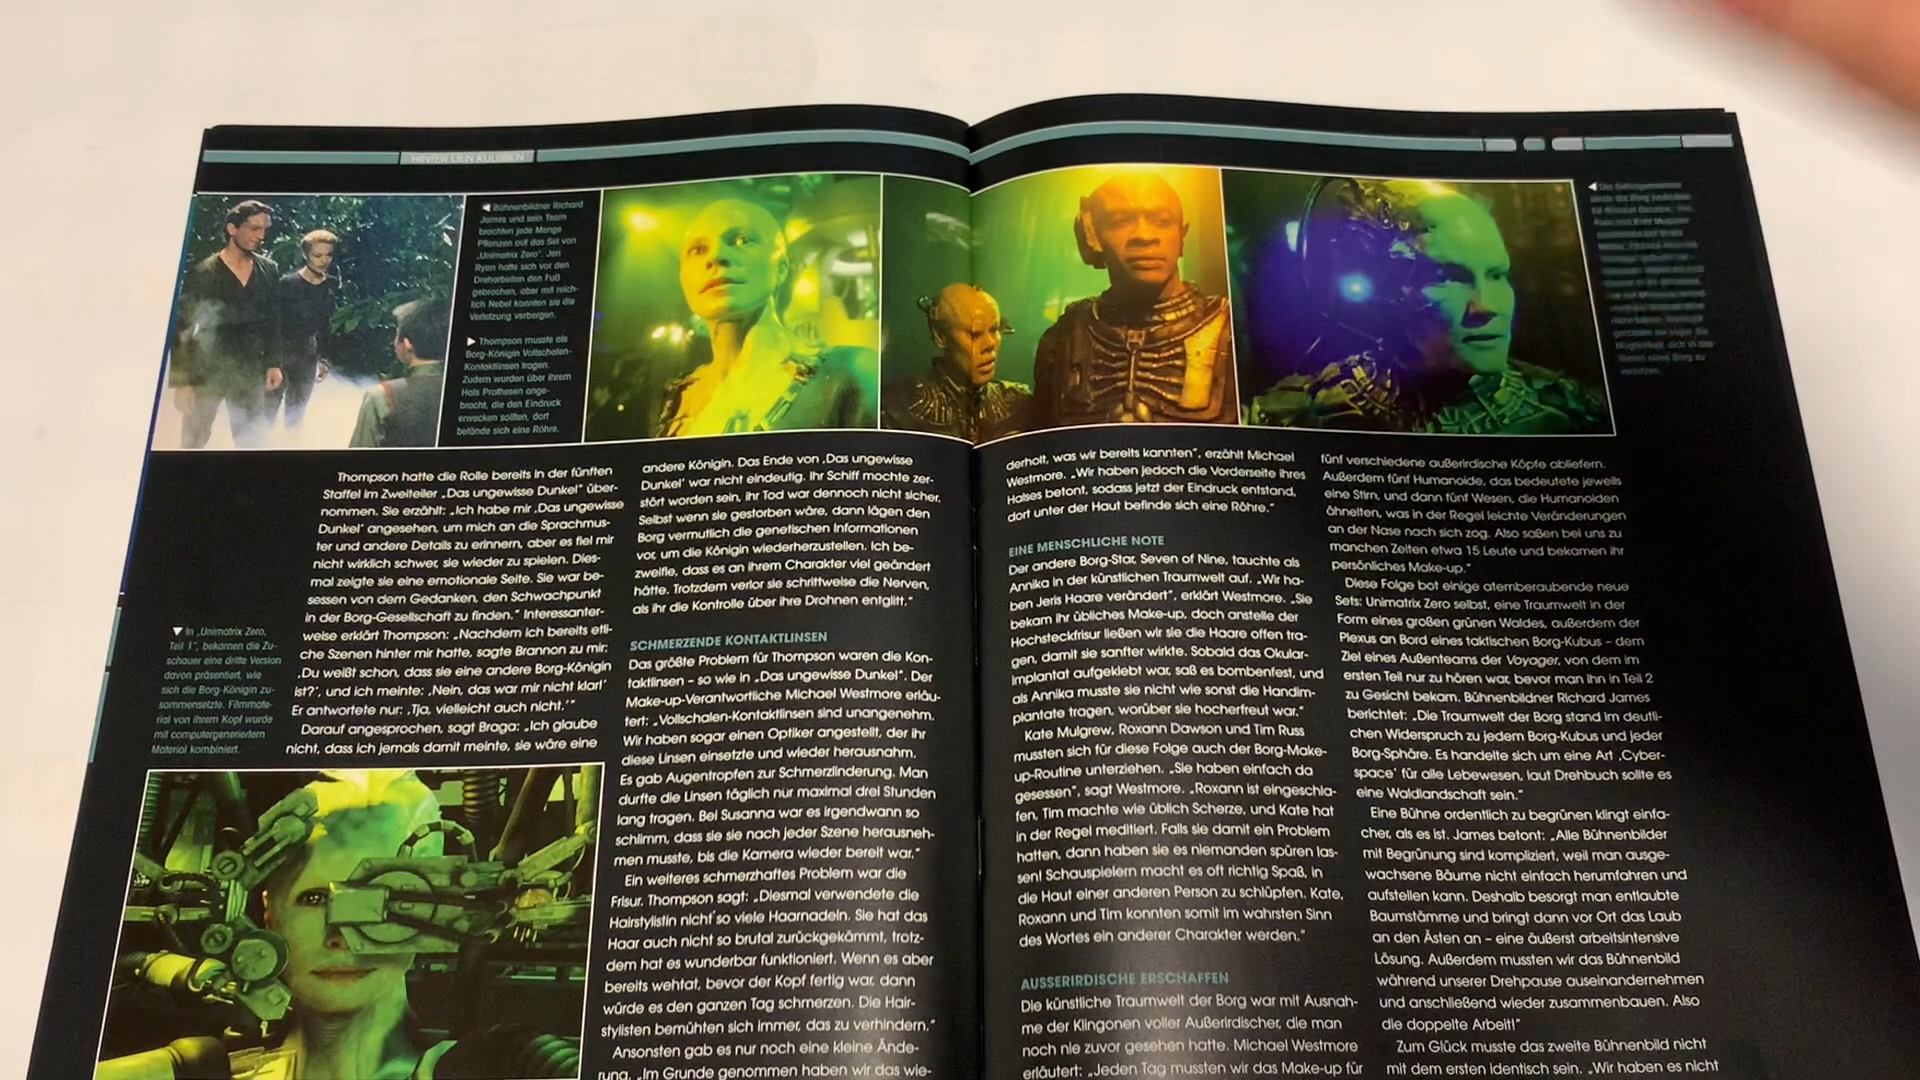 HINTER DEN KULISSEN
◀ Bühnenbildner Richard
James und sein Team
brachten jede Menge
Pflanzen auf das Set von
„Unimatrix Zero“. Jeri
Ryan hatte sich vor den
Dreharbeiten den Fuß
gebrochen, aber mit reich-
lich Nebel konnten sie die
Verletzung verbergen.
▶ Thompson musste als
Borg-Königin Vollschalen-
Kontaktlinsen tragen.
Zudem wurden über ihrem
Hals Prothesen ange-
bracht, die den Eindruck
erwecken sollten, dort
befände sich eine Röhre.
▼ In „Unimatrix Zero,
Teil 1“, bekamen die Zu-
schauer eine dritte Version
davon präsentiert, wie
sich die Borg-Königin zu-
sammensetzte. Filmmate-
rial von ihrem Kopf wurde
mit computergeneriertem
Material kombiniert.
Thompson hatte die Rolle bereits in der fünften
Staffel im Zweiteiler „Das ungewisse Dunkel“ über-
nommen. Sie erzählt: „Ich habe mir ‚Das ungewisse
Dunkel‘ angesehen, um mich an die Sprachmus-
ter und andere Details zu erinnern, aber es fiel mir
nicht wirklich schwer, sie wieder zu spielen. Dies-
mal zeigte sie eine emotionale Seite. Sie war be-
sessen von dem Gedanken, den Schwachpunkt
in der Borg-Gesellschaft zu finden.“ Interessanter-
weise erklärt Thompson: „Nachdem ich bereits etli-
che Szenen hinter mir hatte, sagte Brannon zu mir:
‚Du weißt schon, dass sie eine andere Borg-Königin
ist?‘, und ich meinte: ‚Nein, das war mir nicht klar!‘
Er antwortete nur: ‚Tja, vielleicht auch nicht.‘“
Darauf angesprochen, sagt Braga: „Ich glaube
nicht, dass ich jemals damit meinte, sie wäre eine
andere Königin. Das Ende von ‚Das ungewisse
Dunkel‘ war nicht eindeutig. Ihr Schiff mochte zer-
stört worden sein, ihr Tod war dennoch nicht sicher.
Selbst wenn sie gestorben wäre, dann lägen den
Borg vermutlich die genetischen Informationen
vor, um die Königin wiederherzustellen. Ich be-
zweifle, dass es an ihrem Charakter viel geändert
hätte. Trotzdem verlor sie schrittweise die Nerven,
als ihr die Kontrolle über ihre Drohnen entglitt.“
SCHMERZENDE KONTAKTLINSEN
Das größte Problem für Thompson waren die Kon-
taktlinsen – so wie in „Das ungewisse Dunkel“. Der
Make-up-Verantwortliche Michael Westmore erläu-
tert: „Vollschalen-Kontaktlinsen sind unangenehm.
Wir haben sogar einen Optiker angestellt, der ihr
diese Linsen einsetzte und wieder herausnahm.
Es gab Augentropfen zur Schmerzlinderung. Man
durfte die Linsen täglich nur maximal drei Stunden
lang tragen. Bei Susanna war es irgendwann so
schlimm, dass sie sie nach jeder Szene herausneh-
men musste, bis die Kamera wieder bereit war.“
Ein weiteres schmerzhaftes Problem war die
Frisur. Thompson sagt: „Diesmal verwendete die
Hairstylistin nicht so viele Haarnadeln. Sie hat das
Haar auch nicht so brutal zurückgekämmt, trotz-
dem hat es wunderbar funktioniert. Wenn es aber
bereits wehtat, bevor der Kopf fertig war, dann
würde es den ganzen Tag schmerzen. Die Hair-
stylisten bemühten sich immer, das zu verhindern.“
Ansonsten gab es nur noch eine kleine Ände-
rung. „Im Grunde genommen haben wir das wie-
derholt, was wir bereits kannten“, erzählt Michael
Westmore. „Wir haben jedoch die Vorderseite ihres
Halses betont, sodass jetzt der Eindruck entstand,
dort unter der Haut befinde sich eine Röhre.“
EINE MENSCHLICHE NOTE
Der andere Borg-Star, Seven of Nine, tauchte als
Annika in der künstlichen Traumwelt auf. „Wir ha-
ben Jeris Haare verändert“, erklärt Westmore. „Sie
bekam ihr übliches Make-up, doch anstelle der
Hochsteckfrisur ließen wir sie die Haare offen tra-
gen, damit sie sanfter wirkte. Sobald das Okular-
implantat aufgeklebt war, saß es bombenfest, und
als Annika musste sie nicht wie sonst die Handim-
plantate tragen, worüber sie hocherfreut war.“
Kate Mulgrew, Roxann Dawson und Tim Russ
mussten sich für diese Folge auch der Borg-Make-
up-Routine unterziehen. „Sie haben einfach da
gesessen“, sagt Westmore. „Roxann ist eingeschla-
fen, Tim machte wie üblich Scherze, und Kate hat
in der Regel meditiert. Falls sie damit ein Problem
hatten, dann haben sie es niemanden spüren las-
sen! Schauspielern macht es oft richtig Spaß, in
die Haut einer anderen Person zu schlüpfen. Kate,
Roxann und Tim konnten somit im wahrsten Sinn
des Wortes ein anderer Charakter werden.“
AUSSERIRDISCHE ERSCHAFFEN
Die künstliche Traumwelt der Borg war mit Ausnah-
me der Klingonen voller Außerirdischer, die man
noch nie zuvor gesehen hatte. Michael Westmore
erläutert: „Jeden Tag mussten wir das Make-up für
fünf verschiedene außerirdische Köpfe abliefern.
Außerdem fünf Humanoide, das bedeutete jeweils
eine Stirn, und dann fünf Wesen, die Humanoiden
ähnelten, was in der Regel leichte Veränderungen
an der Nase nach sich zog. Also saßen bei uns zu
manchen Zeiten etwa 15 Leute und bekamen ihr
persönliches Make-up.“
Diese Folge bot einige atemberaubende neue
Sets: Unimatrix Zero selbst, eine Traumwelt in der
Form eines großen grünen Waldes, außerdem der
Plexus an Bord eines taktischen Borg-Kubus – dem
Ziel eines Außenteams der Voyager, von dem im
ersten Teil nur zu hören war, bevor man ihn in Teil 2
zu Gesicht bekam. Bühnenbildner Richard James
berichtet: „Die Traumwelt der Borg stand im deutli-
chen Widerspruch zu jedem Borg-Kubus und jeder
Borg-Sphäre. Es handelte sich um eine Art ‚Cyber-
space‘ für alle Lebewesen, laut Drehbuch sollte es
eine Waldlandschaft sein.“
Eine Bühne ordentlich zu begrünen klingt einfa-
cher, als es ist. James betont: „Alle Bühnenbilder
mit Begrünung sind kompliziert, weil man ausge-
wachsene Bäume nicht einfach herumfahren und
aufstellen kann. Deshalb besorgt man entlaubte
Baumstämme und bringt dann vor Ort das Laub
an den Ästen an – eine äußerst arbeitsintensive
Lösung. Außerdem mussten wir das Bühnenbild
während unserer Drehpause auseinandernehmen
und anschließend wieder zusammenbauen. Also
die doppelte Arbeit!“
Zum Glück musste das zweite Bühnenbild nicht
mit dem ersten identisch sein. „Wir haben es nicht